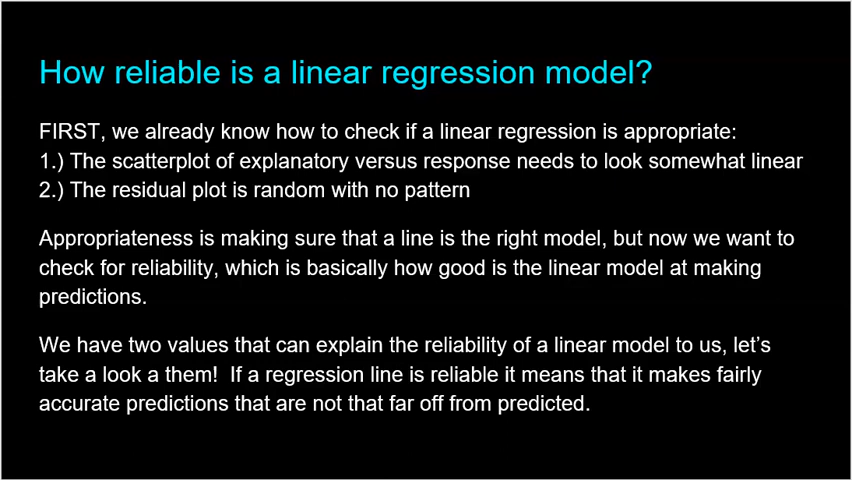 How reliable is a linear regression model?
FIRST, we already know how to check if a linear regression is appropriate:
1.) The scatterplot of explanatory versus response needs to look somewhat linear
2.) The residual plot is random with no pattern
Appropriateness is making sure that a line is the right model, but now we want to
check for reliability, which is basically how good is the linear model at making
predictions.
We have two values that can explain the reliability of a linear model to us, let's
take a look a them!  If a regression line is reliable it means that it makes fairly
accurate predictions that are not that far off from predicted.